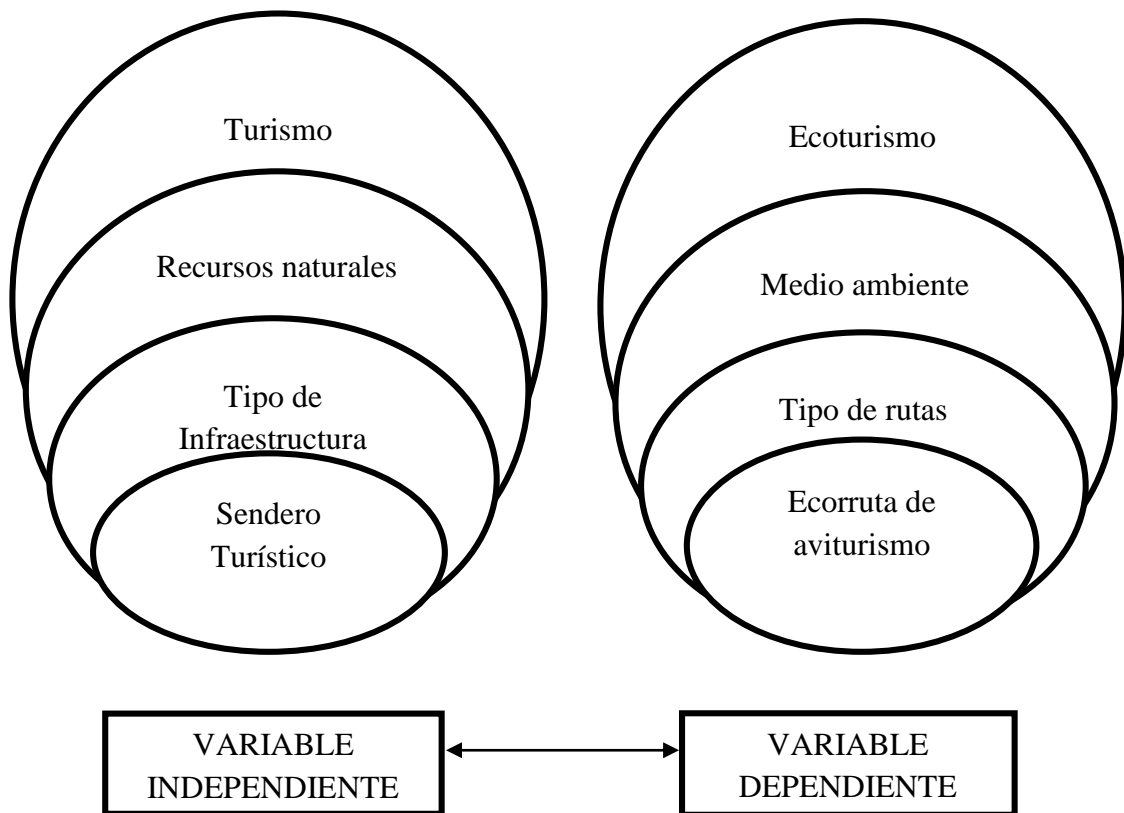 Turismo
Recursos naturales
Tipo de
Infraestructura
Sendero
Turístico
Ecoturismo
Medio ambiente
Tipo de rutas
Ecorruta de
aviturismo
VARIABLE
INDEPENDIENTE
VARIABLE
DEPENDIENTE